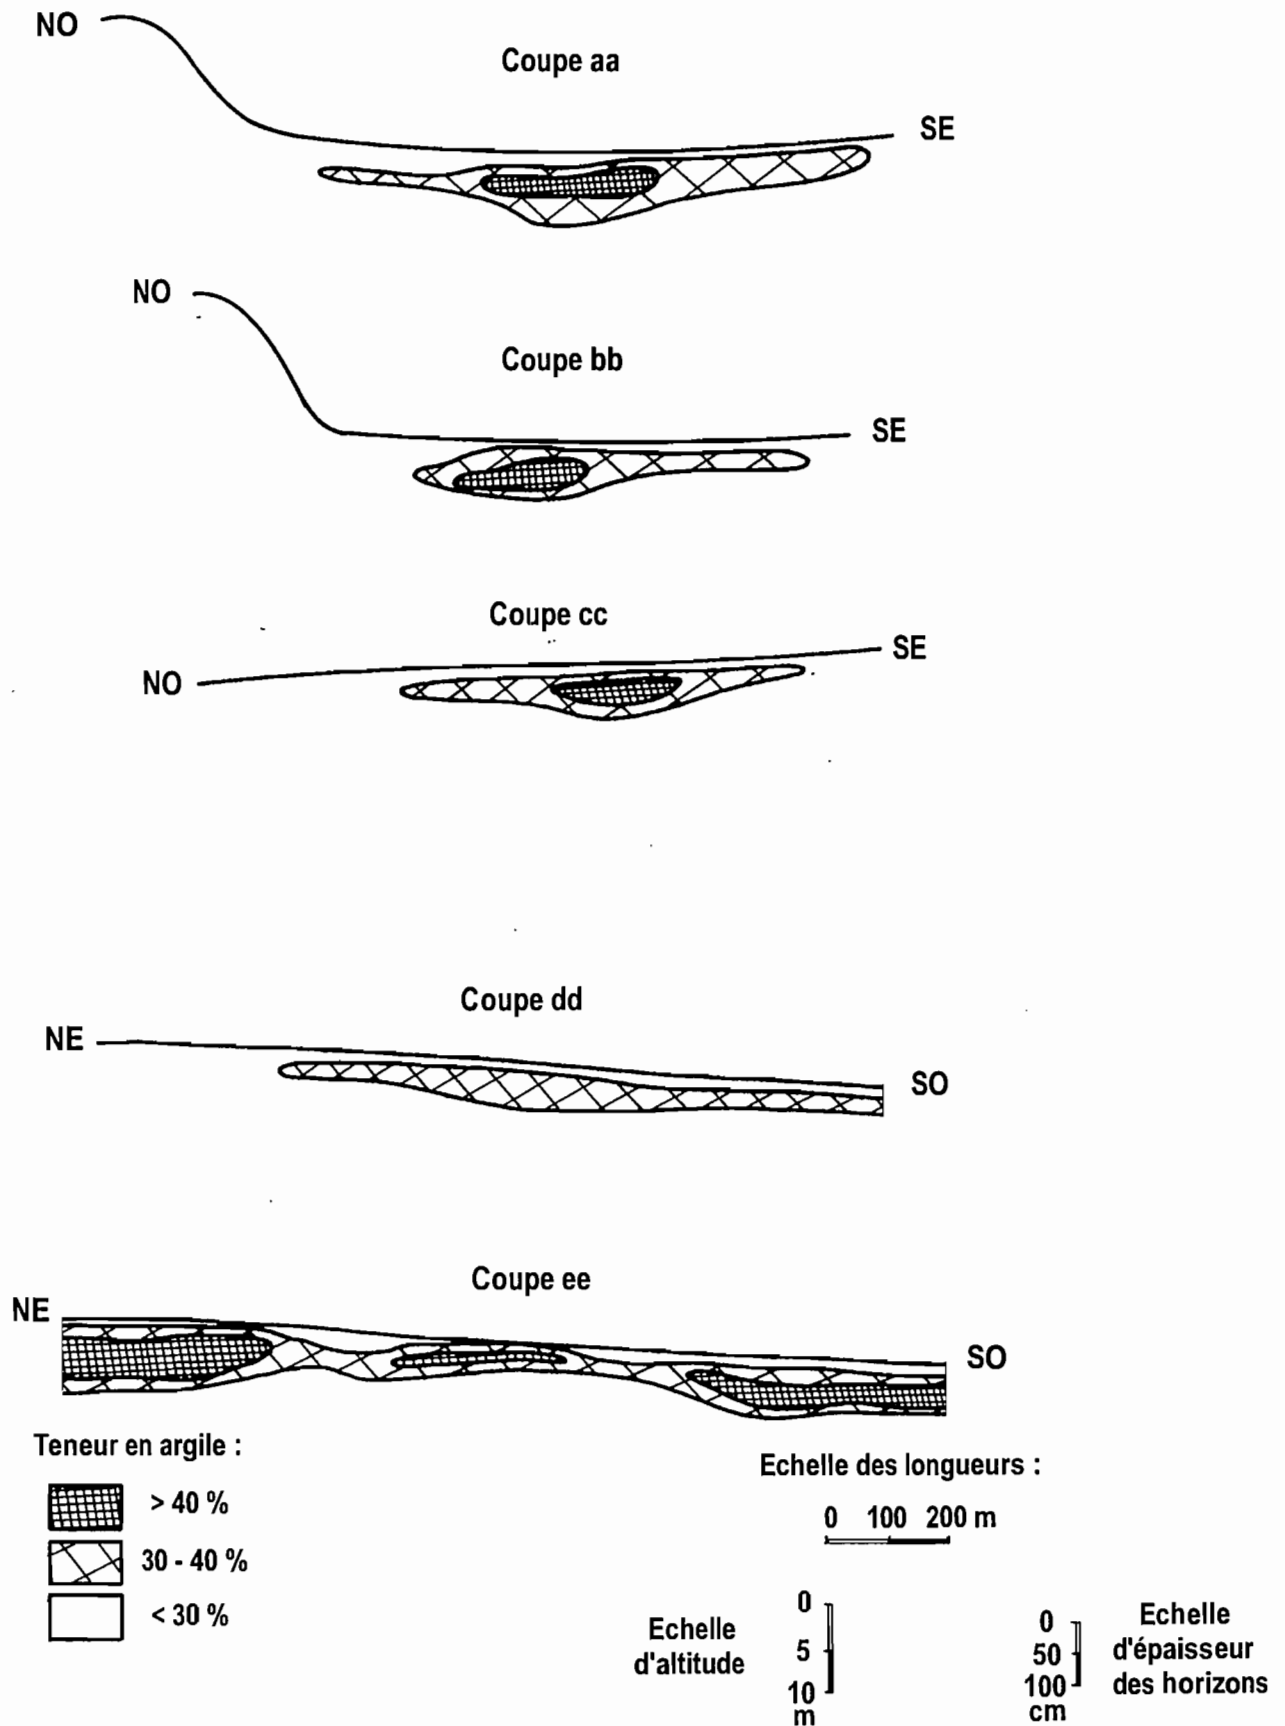 NO
Coupe aa
SE
NO
Coupe bb
SE
Coupe cc
NO
SE
Coupe dd
NE
SO
Coupe ee
NE
SO
Teneur en argile :
> 40 %
30 - 40 %
< 30 %
Echelle des longueurs :
0 100 200 m
Echelle
d'altitude
0
5
10
m
0
50
100
cm
Echelle
d'épaisseur
des horizons